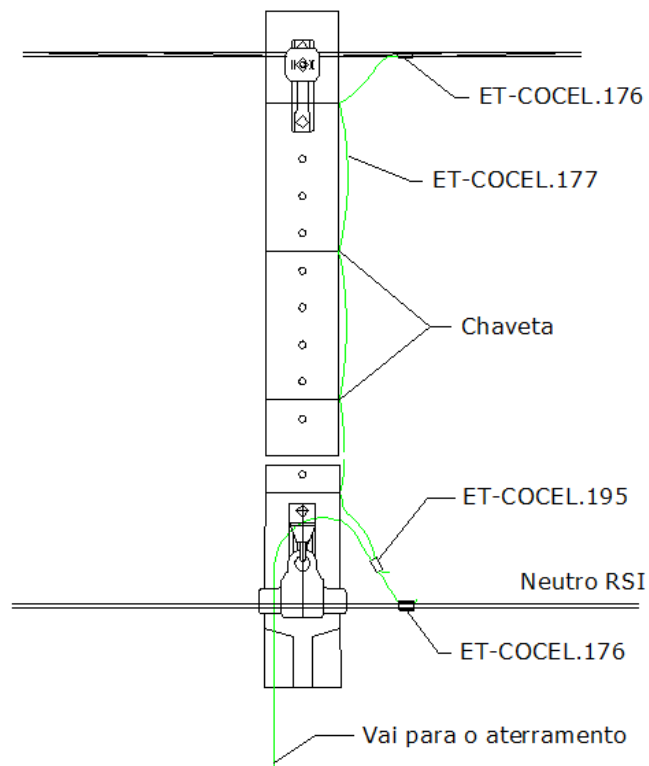 ET-COCEL.176
ET-COCEL.177
Chaveta
ET-COCEL.195
Neutro RSI
ET-COCEL.176
Vai para o aterramento